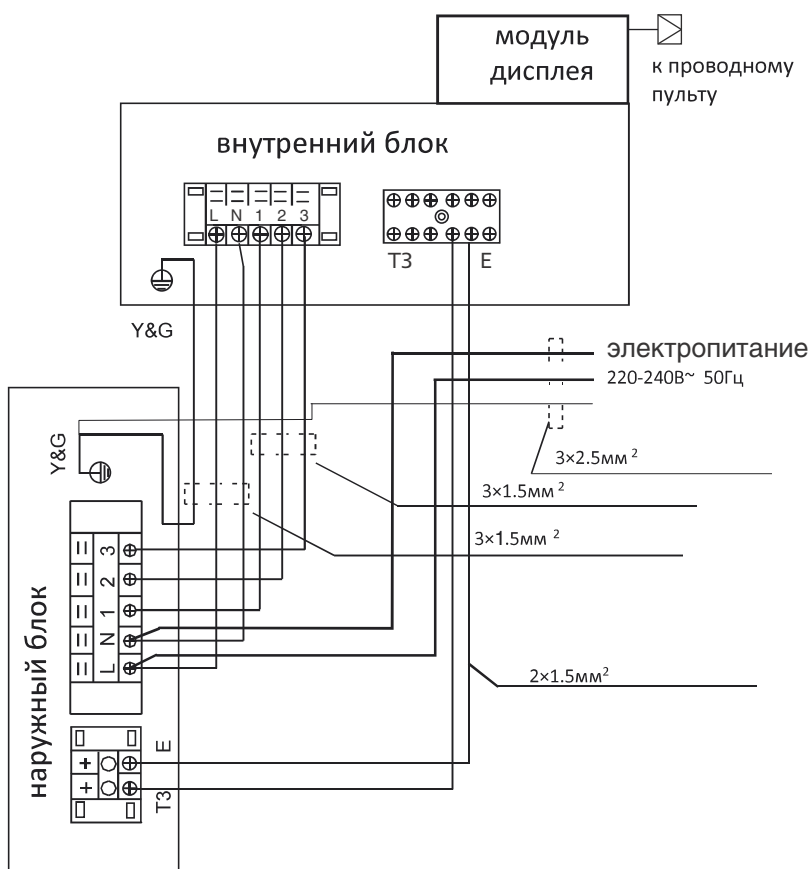 модуль
дисплея
к проводному
пульту
внутренний блок
L N 1 2 3
T3 E
Y&G
электропитание
220-240В~ 50Гц
Y&G
3×2.5мм ²
3×1.5мм ²
3×1.5мм ²
наружный блок
3
2
1
N
L
2×1.5мм²
E
T3